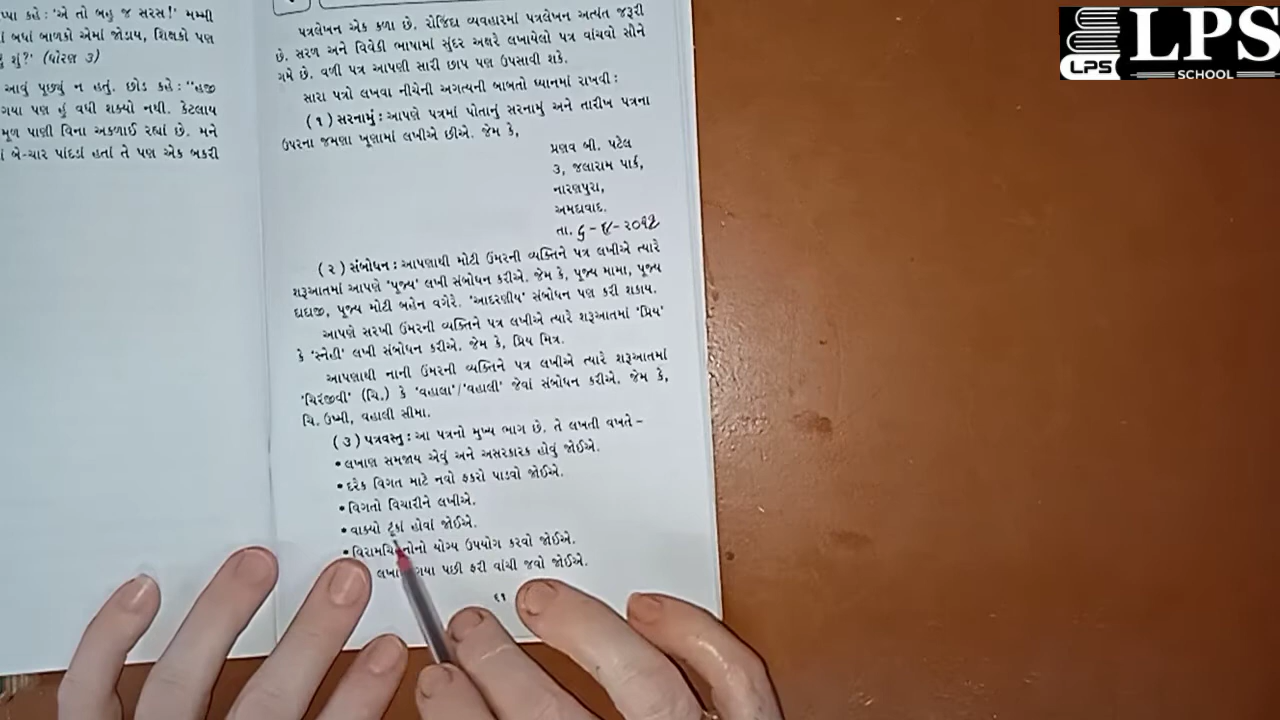 ાપ્પા કહે: 'એ તો બહુ જ સરસ!' મમ્મી
ાં બધાં બાળકો એમાં જોડાય, શિક્ષકો પણ
શું?' (ધોરણ ૩)
આવું પૂછવું ન હતું. છોડ કહે: "હજી
ગયા પણ હું વધી શક્યો નથી. કેટલાય
મૂળ પાણી વિના અકળાઈ રહ્યાં છે. મને
ાં બે-ચાર પાંદડાં હતાં તે પણ એક બકરી
પત્રલેખન એક કળા છે. રોજિંદા વ્યવહારમાં પત્રલેખન અત્યંત જરૂરી
છે. સરળ અને વિવેકી ભાષામાં સુંદર અક્ષરે લખાયેલો પત્ર વાંચવો સૌને
ગમે છે. વળી પત્ર આપણી સારી છાપ પણ ઉપસાવી શકે.
સારા પત્રો લખવા નીચેની અગત્યની બાબતો ધ્યાનમાં રાખવી:
(૧) સરનામું: આપણે પત્રમાં પોતાનું સરનામું અને તારીખ પત્રના
ઉપરના જમણા ખૂણામાં લખીએ છીએ. જેમ કે,
પ્રણવ બી. પટેલ
૩, જલારામ પાર્ક,
નારણપુરા,
અમદાવાદ.
તા.
(૨) સંબોધન: આપણાથી મોટી ઉંમરની વ્યક્તિને પત્ર લખીએ ત્યારે
શરૂઆતમાં આપણે 'પૂજ્ય' લખી સંબોધન કરીએ. જેમ કે, પૂજ્ય મામા, પૂજ્ય
દાદાજી, પૂજ્ય મોટી બહેન વગેરે. 'આદરણીય' સંબોધન પણ કરી શકાય.
આપણે સરખી ઉંમરની વ્યક્તિને પત્ર લખીએ ત્યારે શરૂઆતમાં 'પ્રિય'
કે 'સ્નેહી' લખી સંબોધન કરીએ. જેમ કે, પ્રિય મિત્ર.
આપણાથી નાની ઉંમરની વ્યક્તિને પત્ર લખીએ ત્યારે શરૂઆતમાં
'ચિરંજીવી' (ચિ.) કે 'વહાલા'/'વહાલી' જેવાં સંબોધન કરીએ. જેમ કે,
ચિ. ઉષ્મી, વહાલી સીમા.
(૩) પત્રવસ્તુ: આ પત્રનો મુખ્ય ભાગ છે. તે લખતી વખતે –
• લખાણ સમજાય એવું અને અસરકારક હોવું જોઈએ.
• દરેક વિગત માટે નવો ફકરો પાડવો જોઈએ.
• વિગતો વિચારીને લખીએ.
• વાક્યો ટૂંકાં હોવાં જોઈએ.
• વિરામચિહ્નોનો યોગ્ય ઉપયોગ કરવો જોઈએ.
ગયા પછી ફરી વાંચી જવો જોઈએ.
૬૧
LPS
LPS
SCHOOL